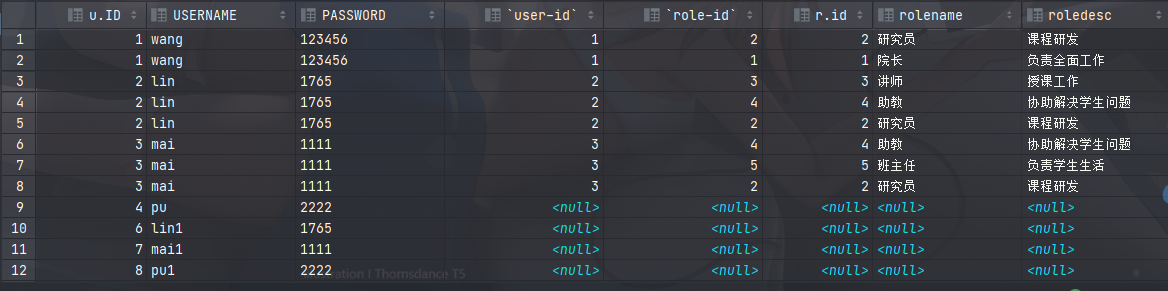 u.ID USERNAME PASSWORD `user-id` `role-id` r.id rolename roledesc
1 1 wang 123456 1 2 2 研究员 课程研发
2 1 wang 123456 1 1 1 院长 负责全面工作
3 2 lin 1765 2 3 3 讲师 授课工作
4 2 lin 1765 2 4 4 助教 协助解决学生问题
5 2 lin 1765 2 2 2 研究员 课程研发
6 3 mai 1111 3 4 4 助教 协助解决学生问题
7 3 mai 1111 3 5 5 班主任 负责学生生活
8 3 mai 1111 3 2 2 研究员 课程研发
9 4 pu 2222 <null> <null> <null> <null> <null>
10 6 lin1 1765 <null> <null> <null> <null> <null>
11 7 mai1 1111 <null> <null> <null> <null> <null>
12 8 pu1 2222 <null> <null> <null> <null> <null>